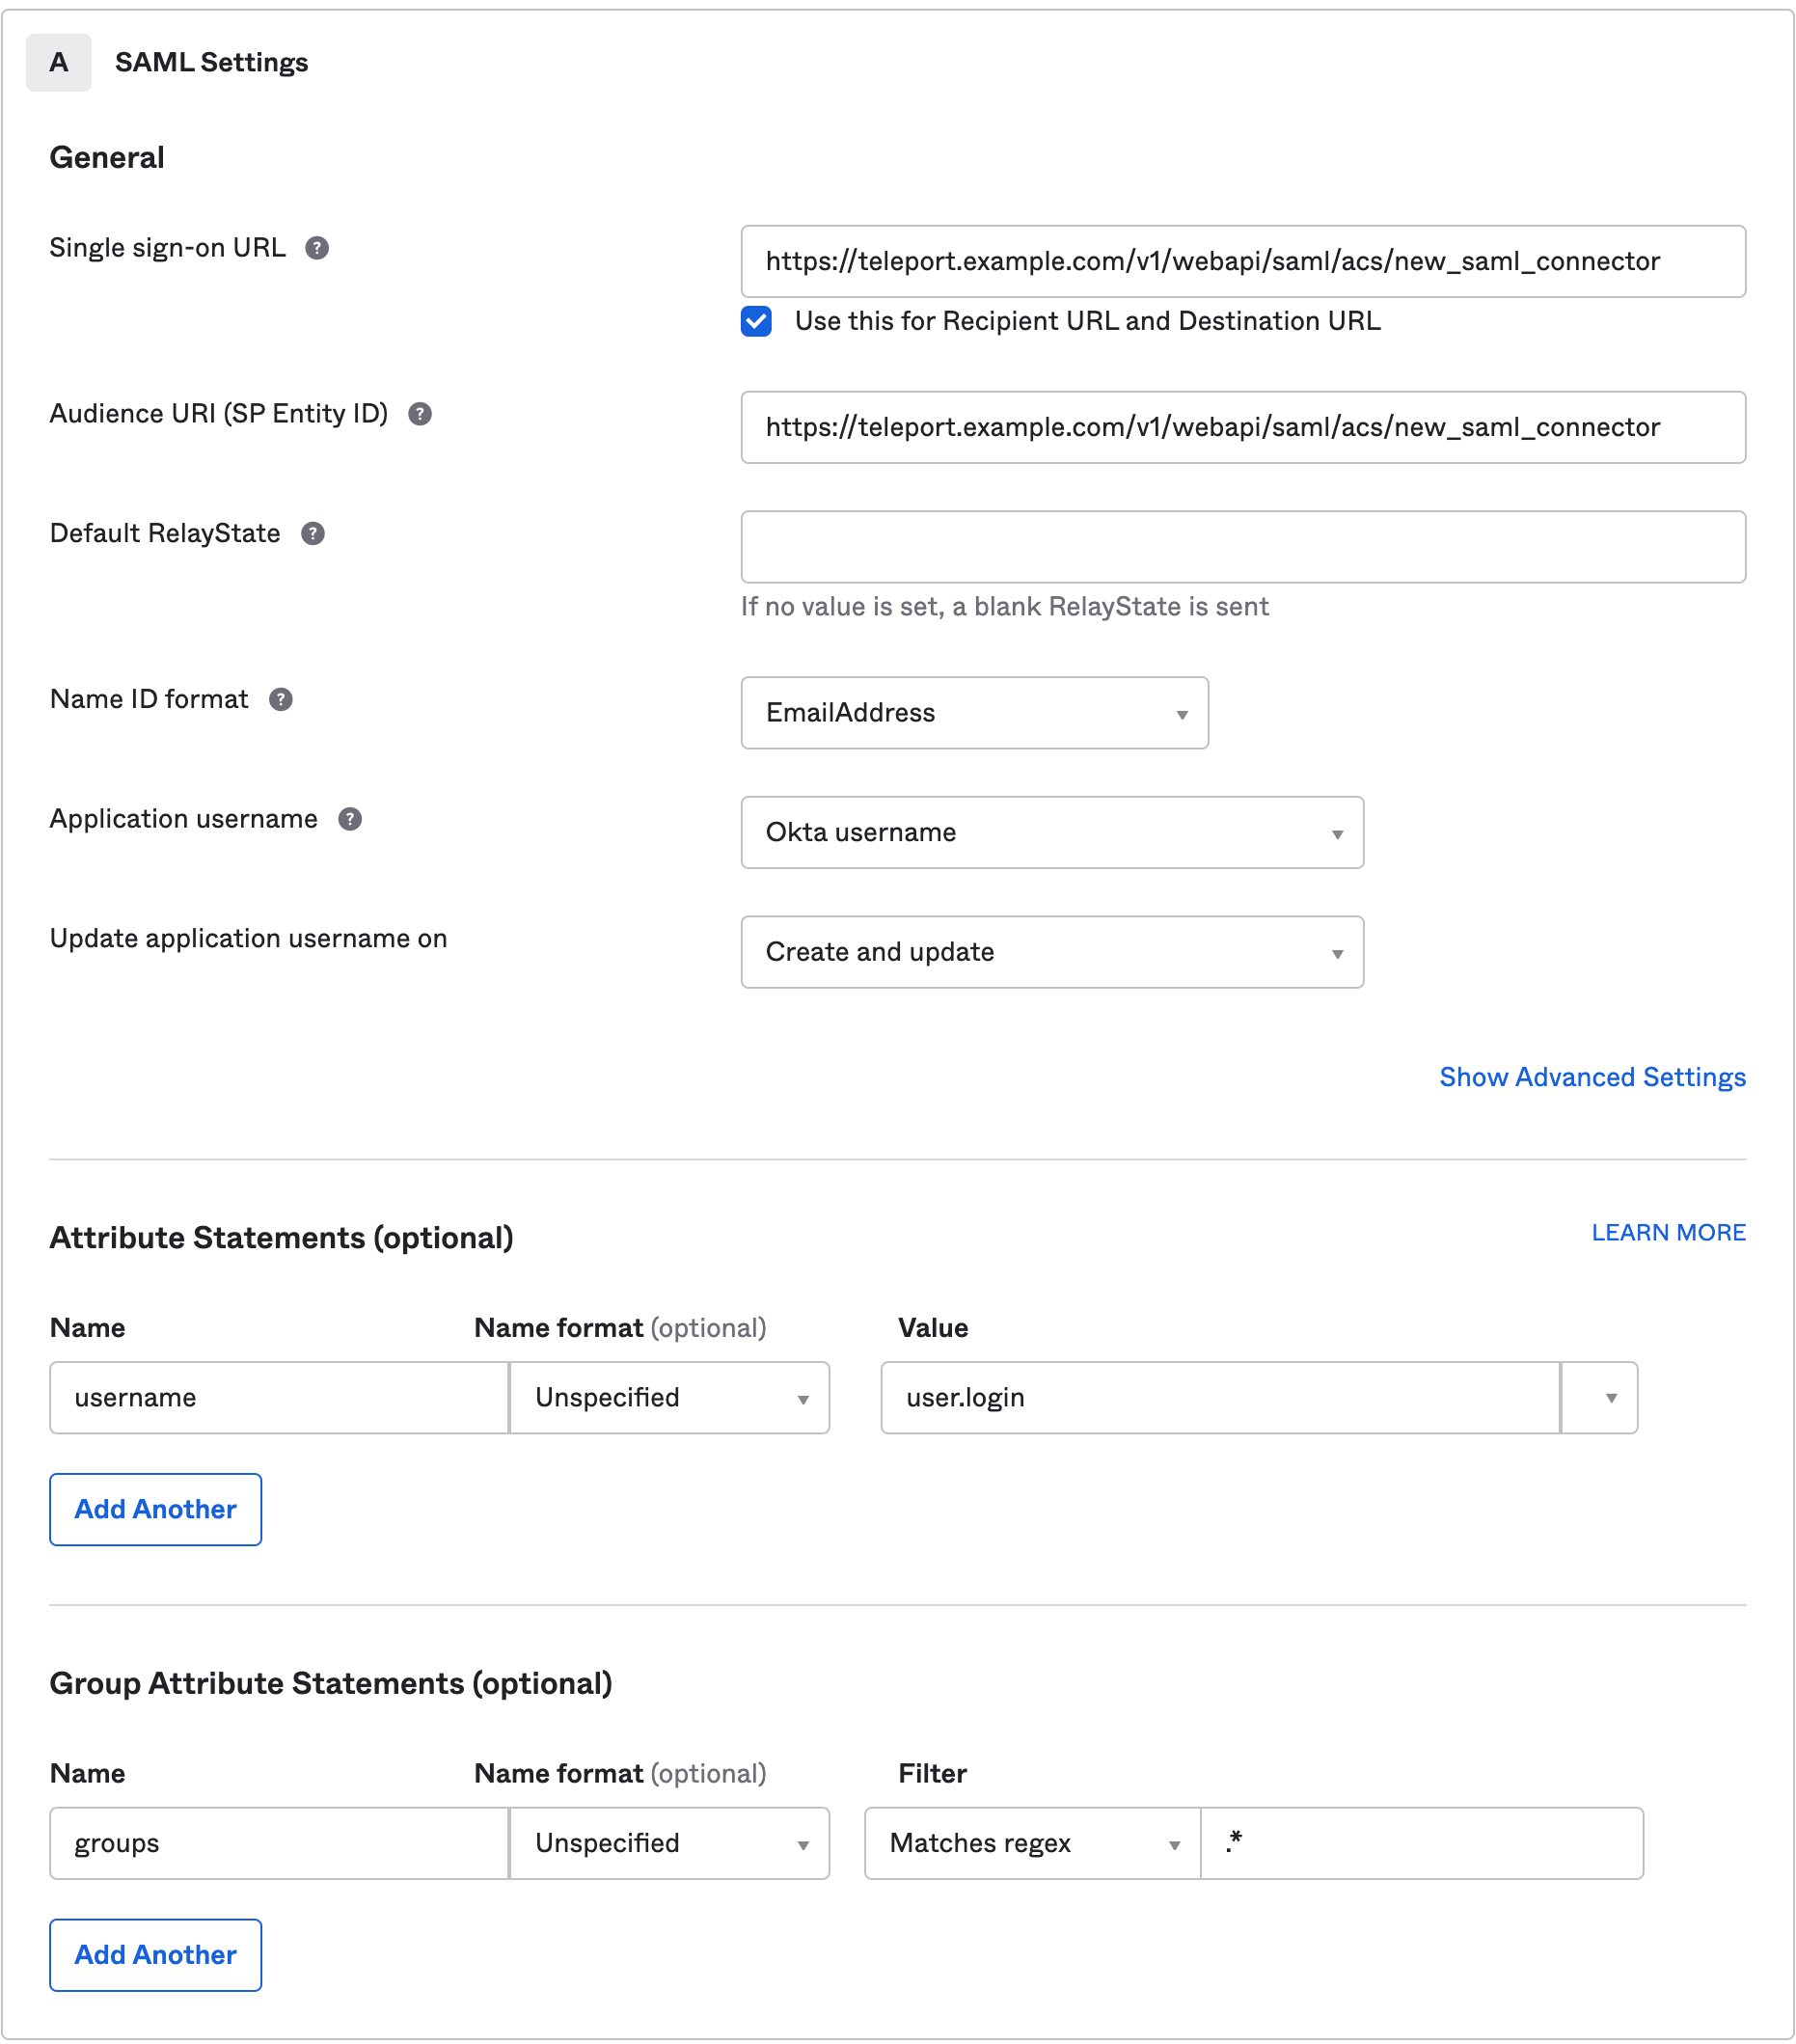 A SAML Settings
General
Single sign-on URL ?
https://teleport.example.com/v1/webapi/saml/acs/new_saml_connector
Use this for Recipient URL and Destination URL
Audience URI (SP Entity ID) ?
https://teleport.example.com/v1/webapi/saml/acs/new_saml_connector
Default RelayState ?
If no value is set, a blank RelayState is sent
Name ID format ?
EmailAddress
Application username ?
Okta username
Update application username on
Create and update
Show Advanced Settings
Attribute Statements (optional)
LEARN MORE
Name Name format (optional) Value
username Unspecified user.login
Add Another
Group Attribute Statements (optional)
Name Name format (optional) Filter
groups Unspecified Matches regex .*
Add Another